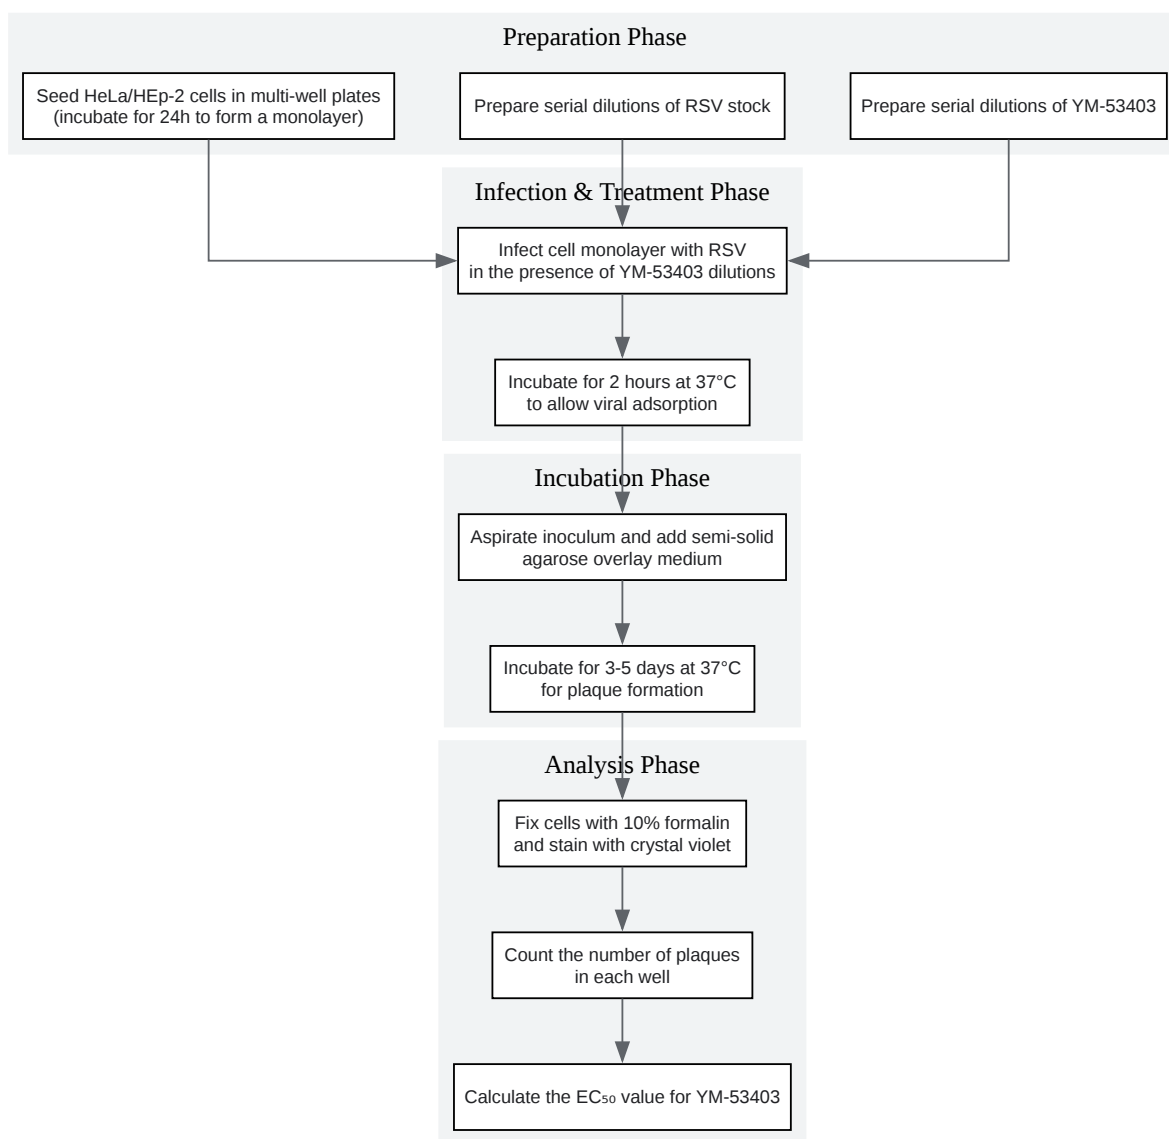 Preparation Phase
Seed HeLa/HEp-2 cells in multi-well plates
(incubate for 24h to form a monolayer)
Prepare serial dilutions of RSV stock
Prepare serial dilutions of YM-53403
Infection & Treatment Phase
Infect cell monolayer with RSV
in the presence of YM-53403 dilutions
Incubate for 2 hours at 37°C
to allow viral adsorption
Incubation Phase
Aspirate inoculum and add semi-solid
agarose overlay medium
Incubate for 3-5 days at 37°C
for plaque formation
Analysis Phase
Fix cells with 10% formalin
and stain with crystal violet
Count the number of plaques
in each well
Calculate the EC₅₀ value for YM-53403